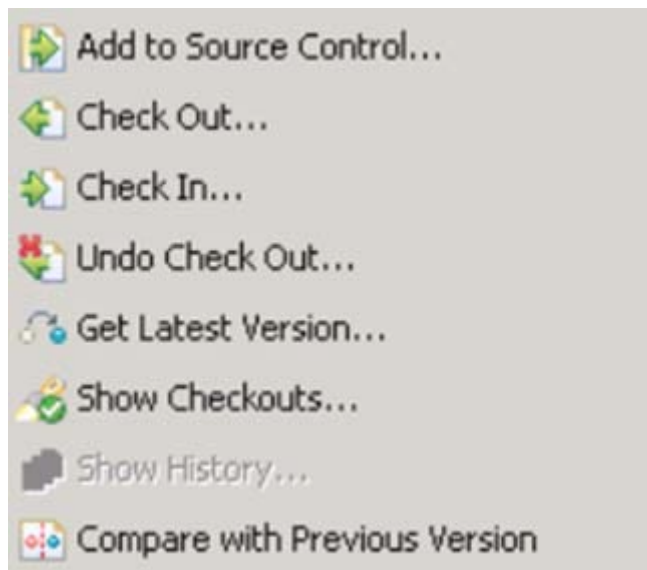 Add to Source Control...
Check Out...
Check In...
Undo Check Out...
Get Latest Version...
Show Checkouts...
Show History...
Compare with Previous Version